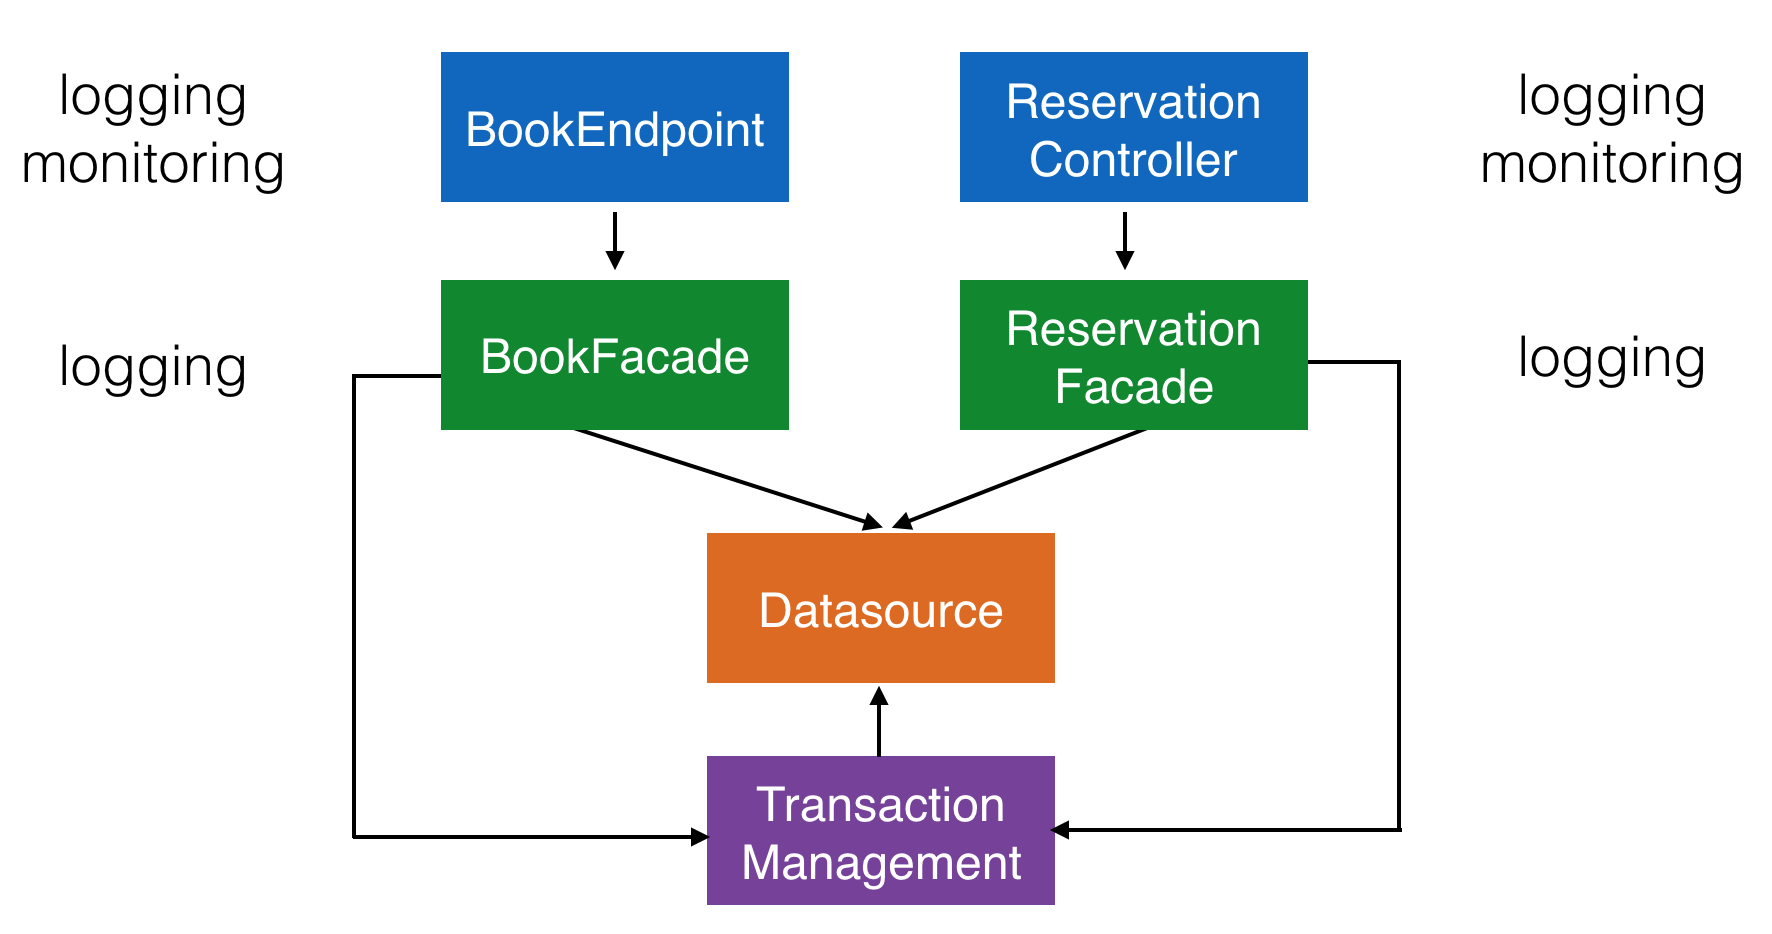 logging
monitoring
BookEndpoint
Reservation
Controller
logging
monitoring
logging
BookFacade
Reservation
Facade
logging
Datasource
Transaction
Management